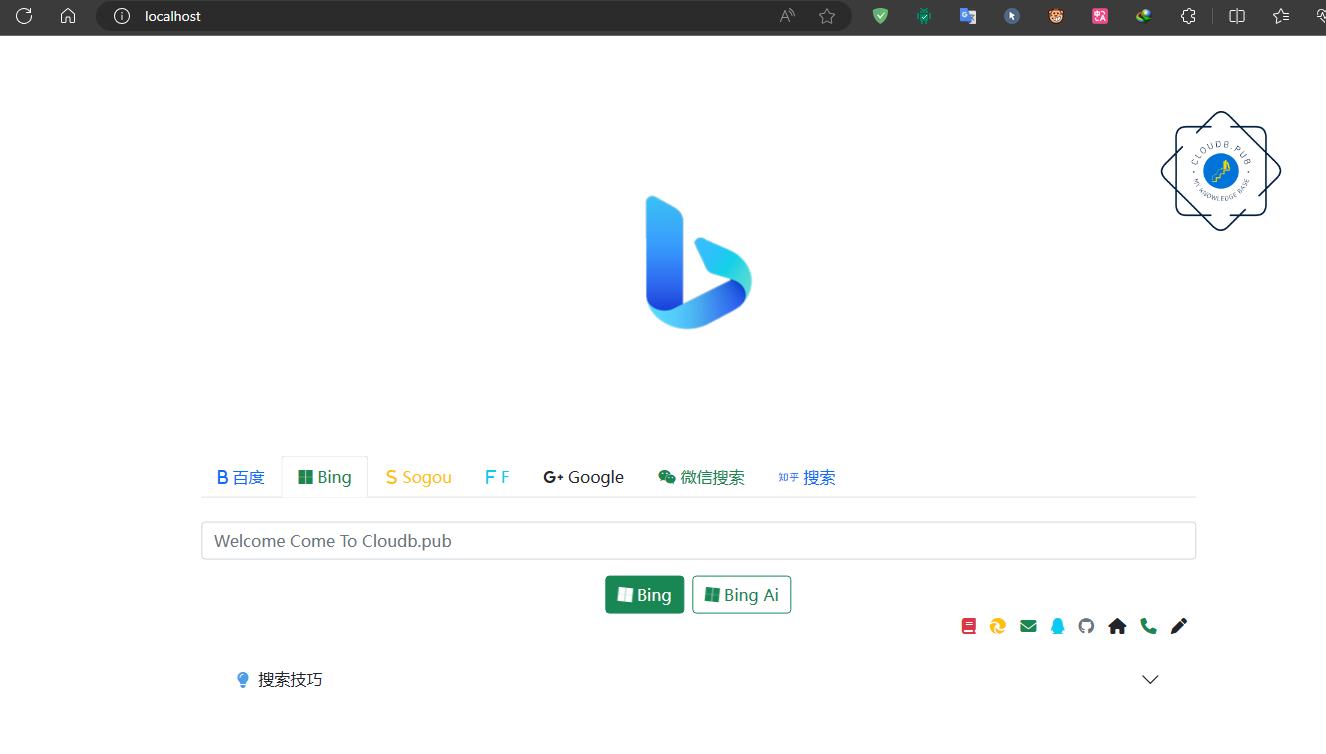 localhost
CLOUDB.PUB
MY KNOWLEDGE BASE
B 百度 Bing S Sogou F F G+ Google 微信搜索 知乎 搜索
Welcome Come To Cloudb.pub
Bing Bing Ai
搜索技巧